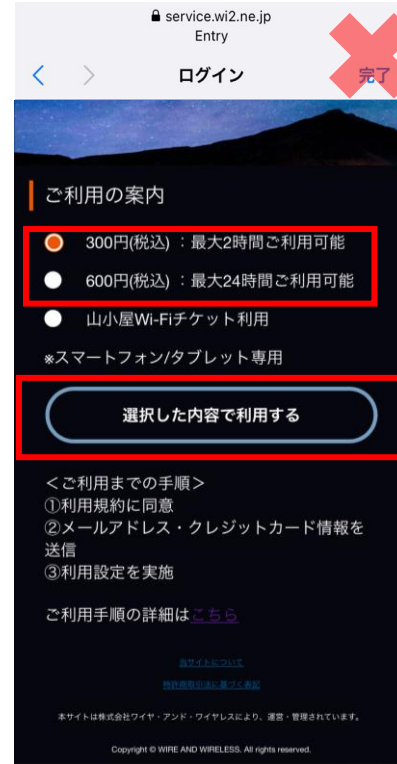 service.wi2.ne.jp
Entry
ログイン
完了
ご利用の案内
300円(税込) ：最大2時間ご利用可能
600円(税込) ：最大24時間ご利用可能
山小屋Wi-Fiチケット利用
※スマートフォン/タブレット専用
選択した内容で利用する
＜ご利用までの手順＞
①利用規約に同意
②メールアドレス・クレジットカード情報を
送信
③利用設定を実施
ご利用手順の詳細はこちら
当サイトについて
特許商取引法に基づく表記
本サイトは株式会社ワイヤ・アンド・ワイヤレスにより、運営・管理されています。
Copyright © WIRE AND WIRELESS. All rights reserved.